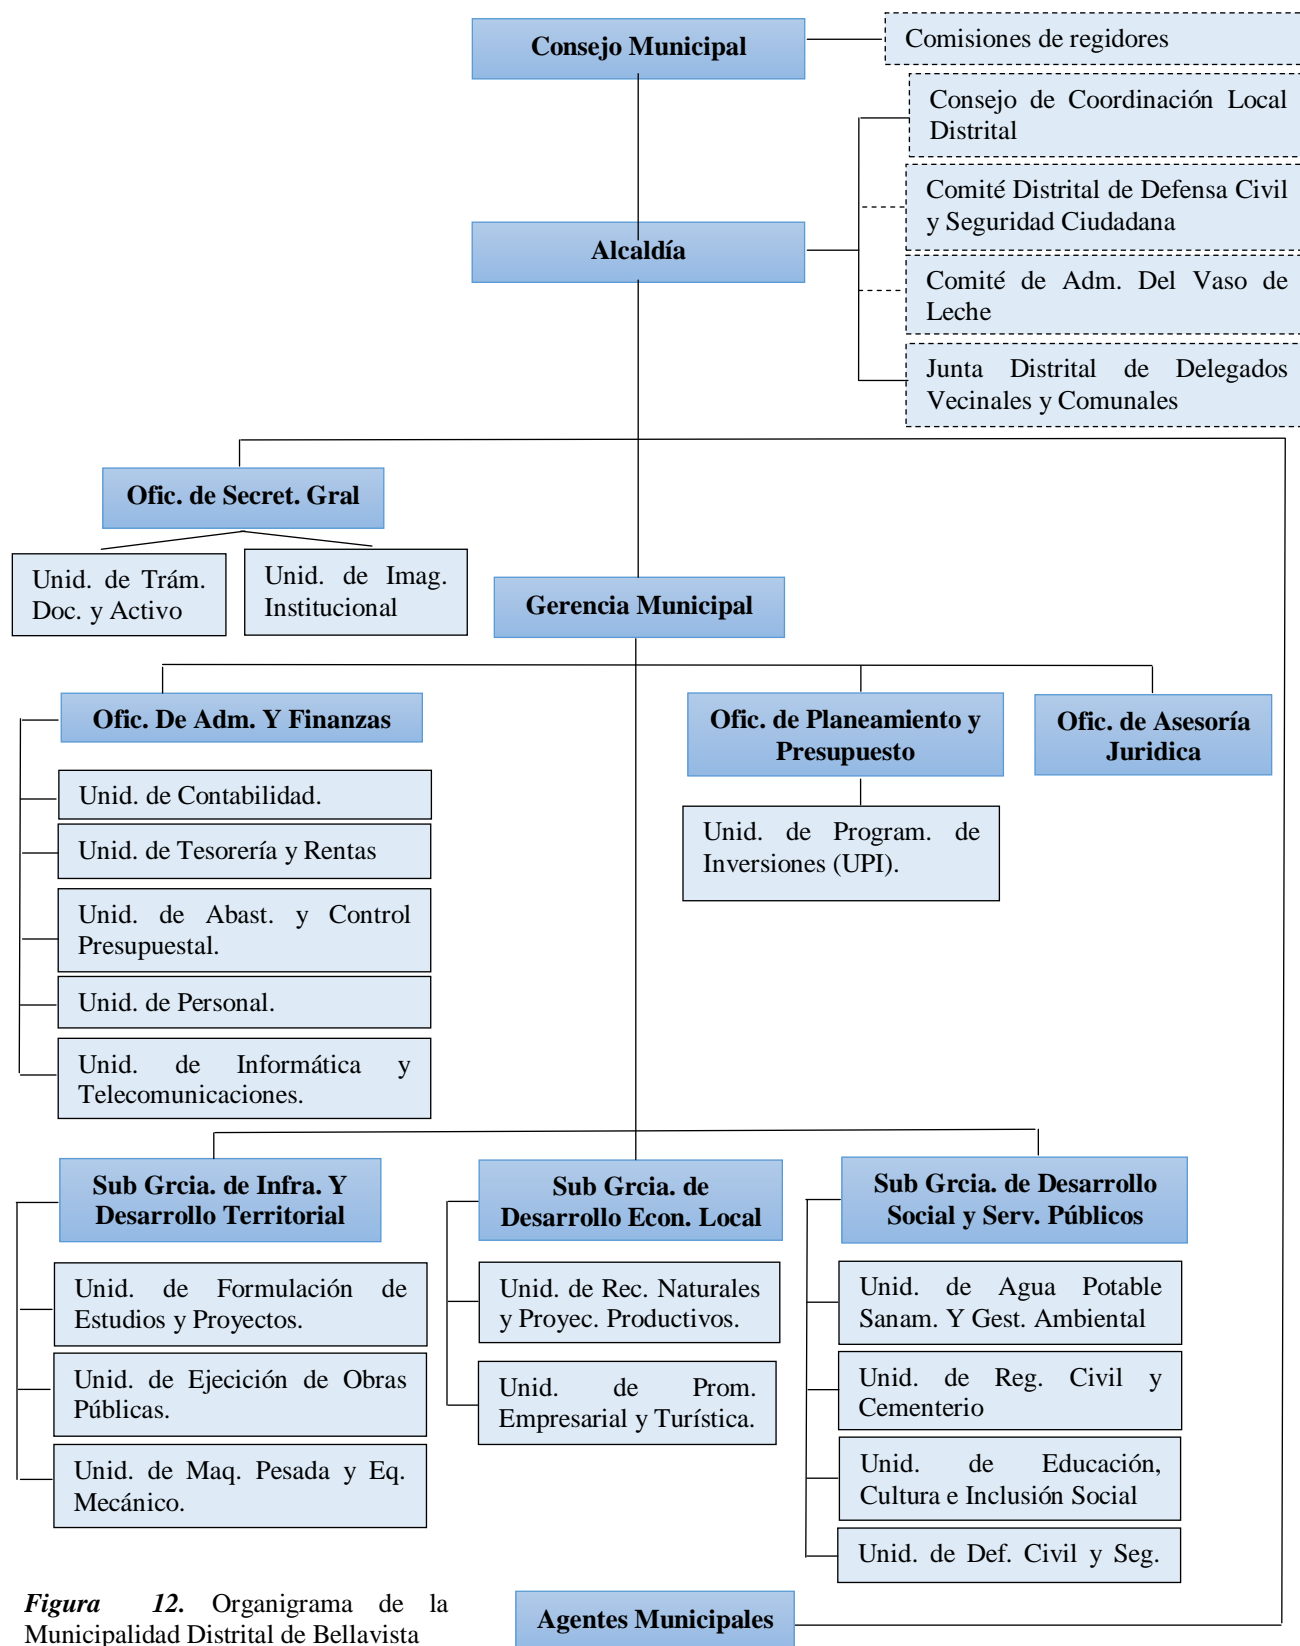 Consejo Municipal
Comisiones de regidores
Consejo de Coordinación Local
Distrital
Comité Distrital de Defensa Civil
y Seguridad Ciudadana
Alcaldía
Comité de Adm. Del Vaso de
Leche
Junta Distrital de Delegados
Vecinales y Comunales
Ofic. de Secret. Gral
Unid. de Trám.
Doc. y Activo
Unid. de Imag.
Institucional
Gerencia Municipal
Ofic. De Adm. Y Finanzas
Ofic. de Planeamiento y
Presupuesto
Ofic. de Asesoría
Juridica
Unid. de Contabilidad.
Unid. de Tesorería y Rentas
Unid. de Abast. y Control
Presupuestal.
Unid. de Personal.
Unid. de Informática y
Telecomunicaciones.
Unid. de Program. de
Inversiones (UPI).
Sub Grcia. de Infra. Y
Desarrollo Territorial
Sub Grcia. de
Desarrollo Econ. Local
Sub Grcia. de Desarrollo
Social y Serv. Públicos
Unid. de Formulación de
Estudios y Proyectos.
Unid. de Ejecición de Obras
Públicas.
Unid. de Maq. Pesada y Eq.
Mecánico.
Unid. de Rec. Naturales
y Proyec. Productivos.
Unid. de Prom.
Empresarial y Turística.
Unid. de Agua Potable
Sanam. Y Gest. Ambiental
Unid. de Reg. Civil y
Cementerio
Unid. de Educación,
Cultura e Inclusión Social
Unid. de Def. Civil y Seg.
Agentes Municipales
Figura 12. Organigrama de la
Municipalidad Distrital de Bellavista